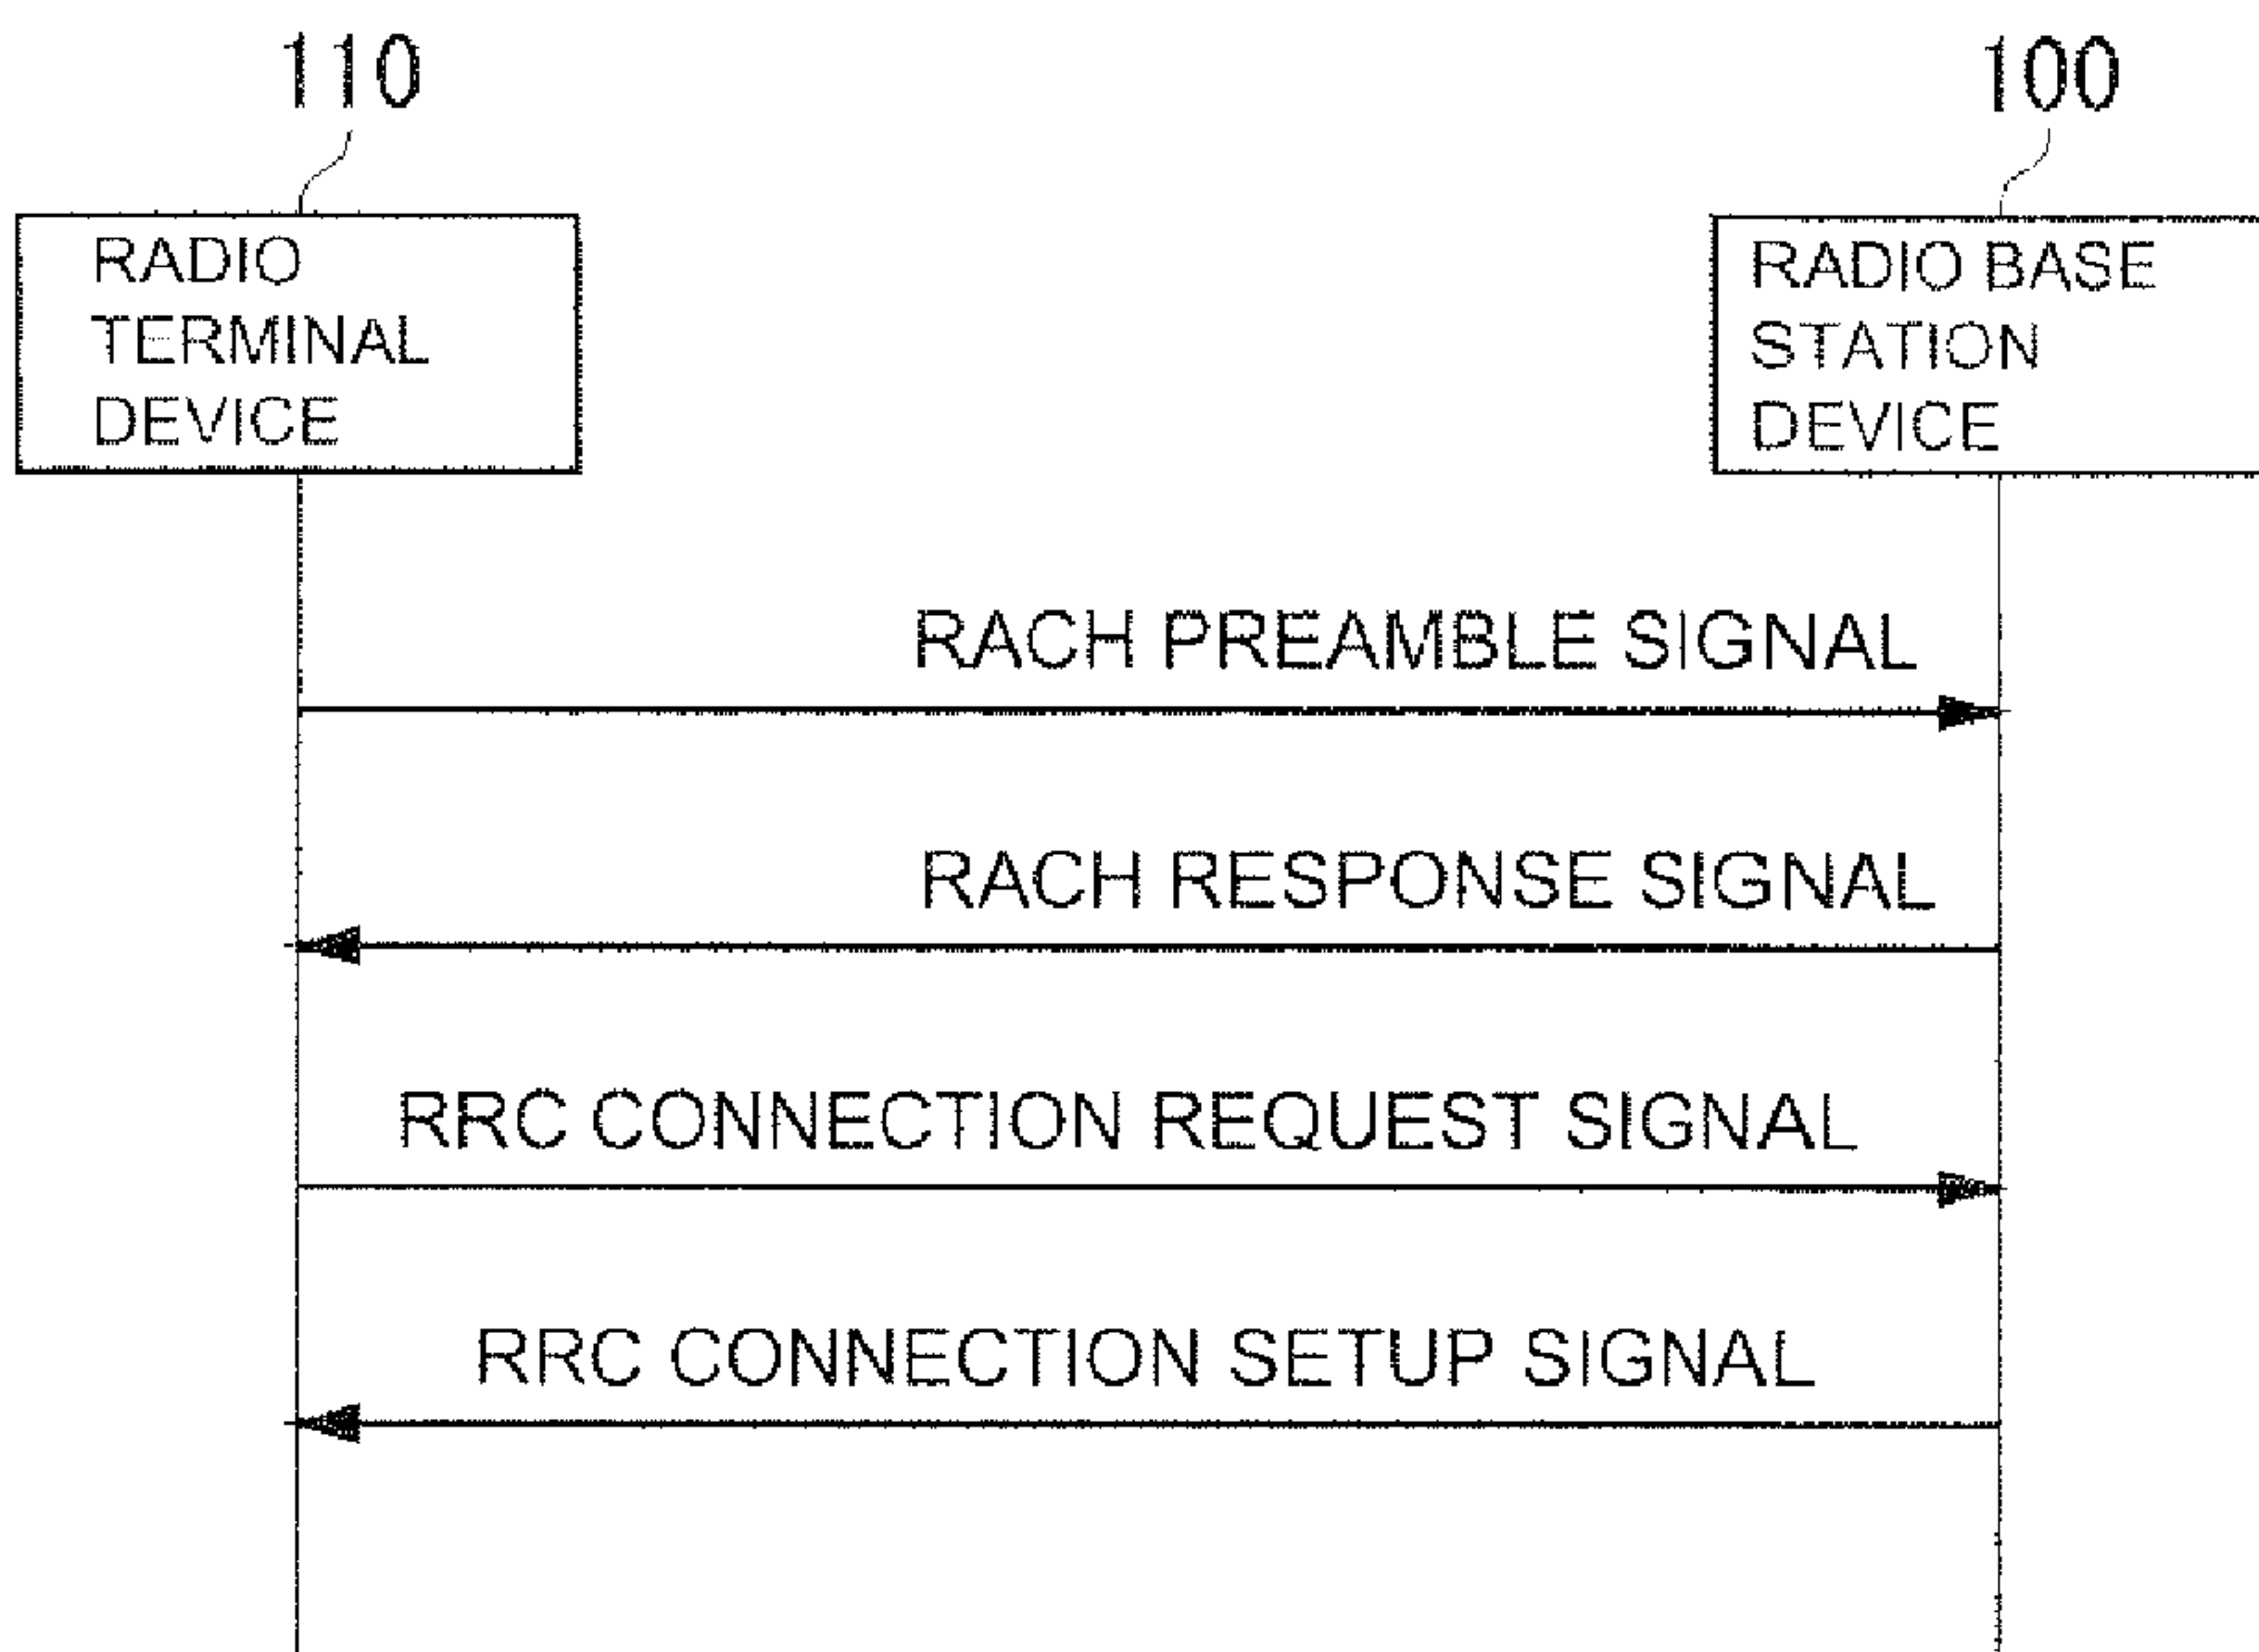 110
100
RADIO
TERMINAL
DEVICE
RADIO BASE
STATION
DEVICE
RACH PREAMBLE SIGNAL
RACH RESPONSE SIGNAL
RRC CONNECTION REQUEST SIGNAL
RRC CONNECTION SETUP SIGNAL